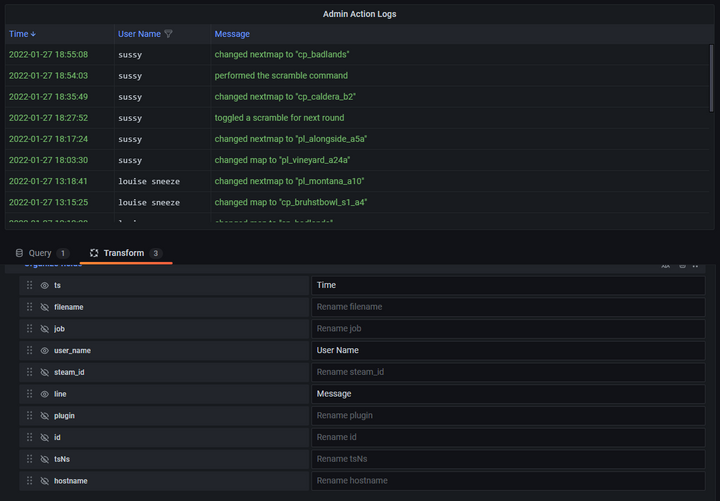 Admin Action Logs
Time User Name Message
2022-01-27 18:55:08 sussy changed nextmap to "cp_badlands"
2022-01-27 18:54:03 sussy performed the scramble command
2022-01-27 18:35:49 sussy changed nextmap to "cp_caldera_b2"
2022-01-27 18:27:52 sussy toggled a scramble for next round
2022-01-27 18:17:24 sussy changed nextmap to "pl_alongside_a5a"
2022-01-27 18:03:30 sussy changed map to "pl_vineyard_a24a"
2022-01-27 13:18:41 louise sneeze changed nextmap to "pl_montana_a10"
2022-01-27 13:15:25 louise sneeze changed map to "cp_bruhstbowl_s1_a4"
Query 1 Transform 3
ts Time
filename Rename filename
job Rename job
user_name User Name
steam_id Rename steam_id
line Message
plugin Rename plugin
id Rename id
tsNs Rename tsNs
hostname Rename hostname